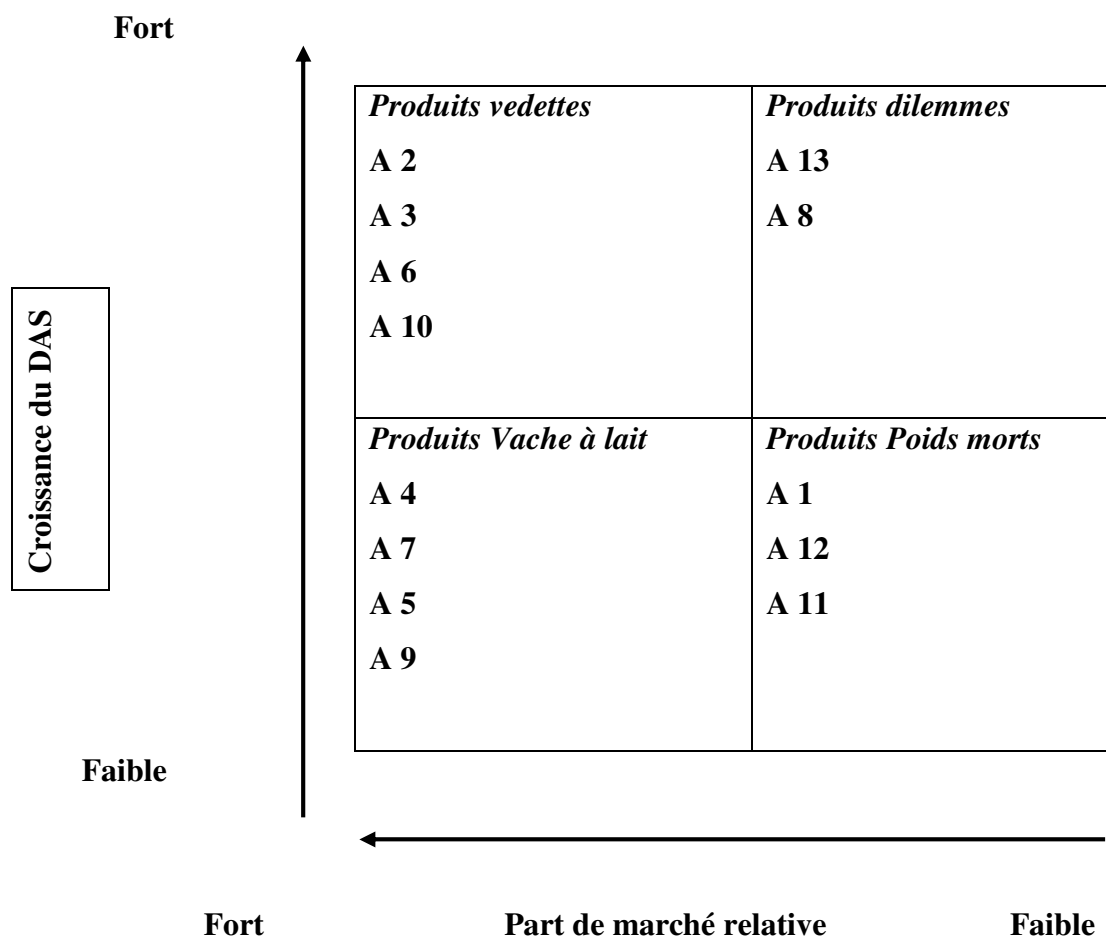 Fort
Produits vedettes
A 2
A 3
A 6
A 10
Produits dilemmes
A 13
A 8
Croissance du DAS
Produits Vache à lait
A 4
A 7
A 5
A 9
Produits Poids morts
A 1
A 12
A 11
Faible
Fort
Part de marché relative
Faible